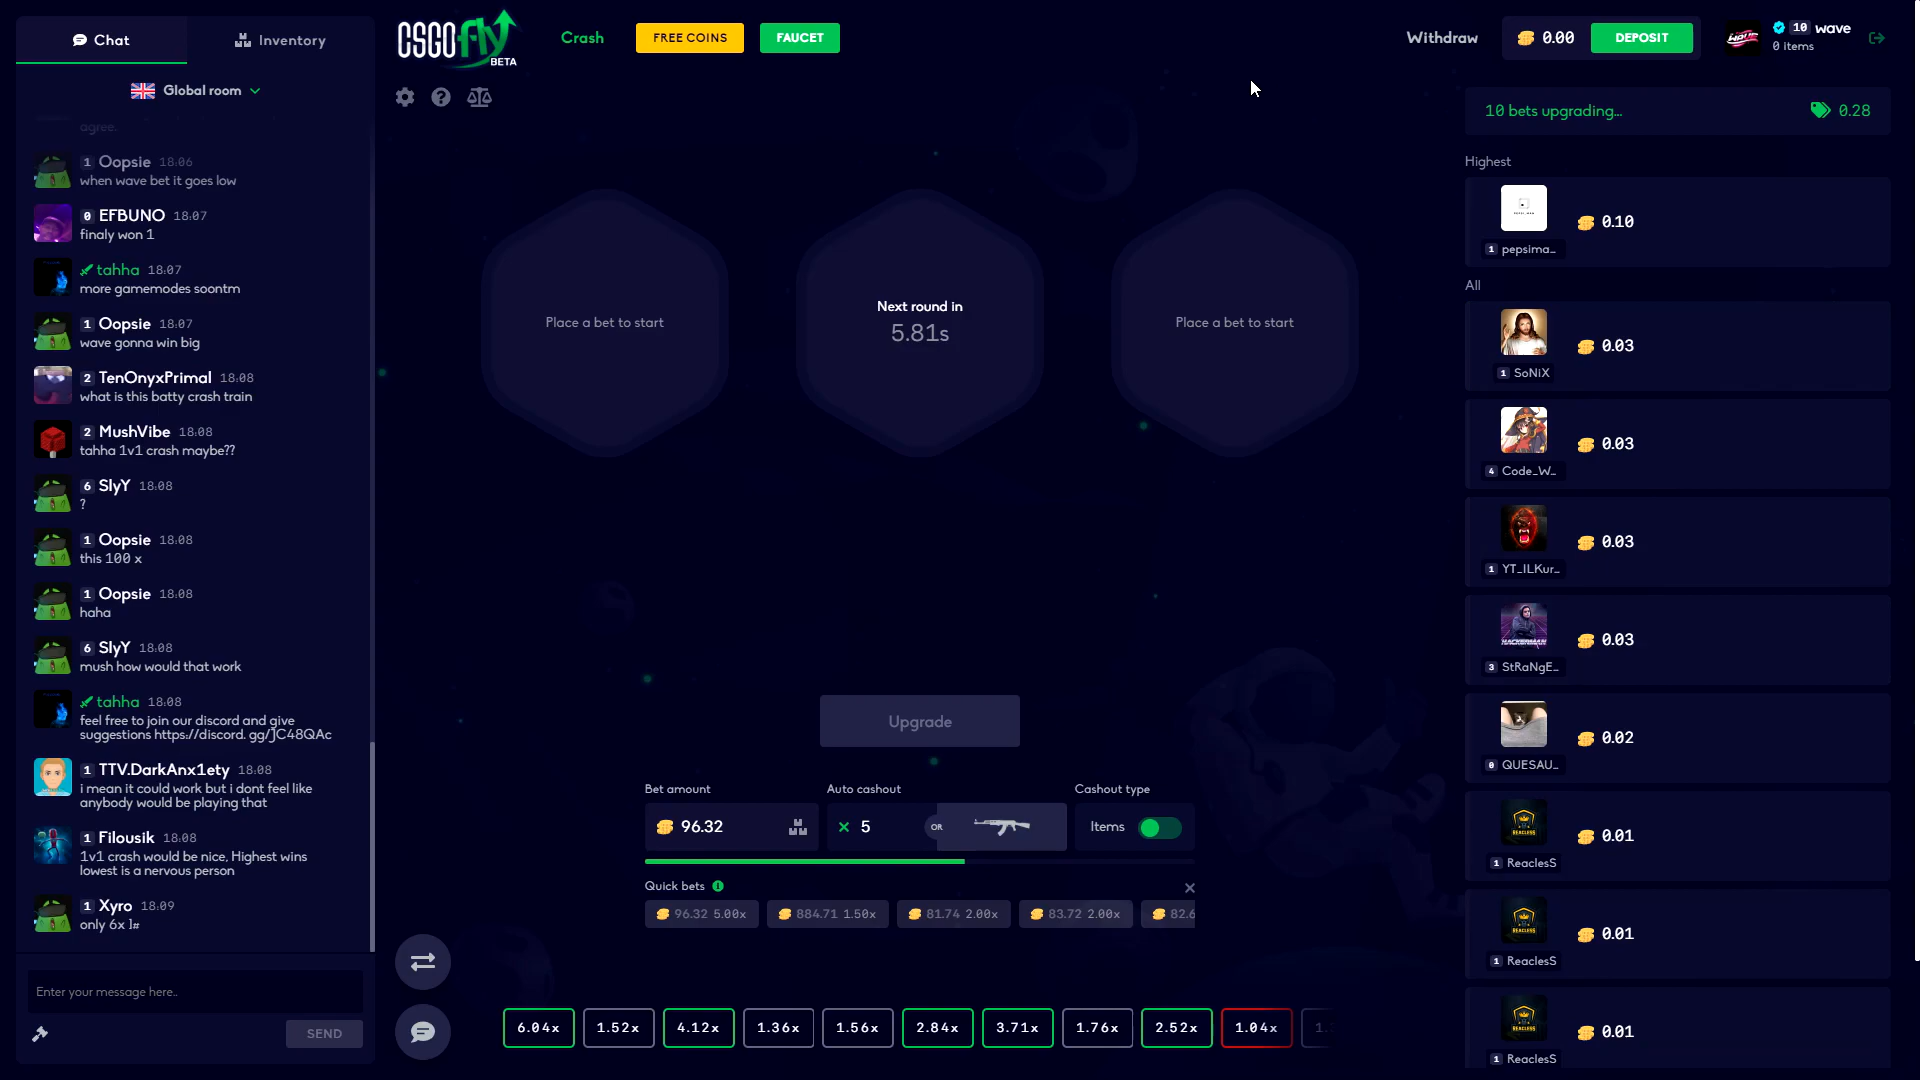 Chat
Inventory
Global room
agree.
1 Oopsie 18:06
when wave bet it goes low
0 EFBUNO 18:07
finaly won 1
tahha 18:07
more gamemodes soontm
1 Oopsie 18:07
wave gonna win big
2 TenOnyxPrimal 18:08
what is this batty crash train
2 MushVibe 18:08
tahha 1v1 crash maybe??
6 SlyY 18:08
?
1 Oopsie 18:08
this 100 x
1 Oopsie 18:08
haha
6 SlyY 18:08
mush how would that work
tahha 18:08
feel free to join our discord and give
suggestions https://discord. gg/JC48QAc
1 TTV.DarkAnx1ety 18:08
i mean it could work but i dont feel like
anybody would be playing that
1 Filousik 18:08
1v1 crash would be nice, Highest wins
lowest is a nervous person
1 Xyro 18:09
only 6x ]#
Enter your message here..
SEND
CSGOfly
BETA
Crash
FREE COINS
FAUCET
Withdraw
0.00
DEPOSIT
10 wave
0 items
Place a bet to start
Next round in
5.81s
Place a bet to start
Upgrade
Bet amount
Auto cashout
Cashout type
96.32
× 5
OR
Items
Quick bets
96.32 5.00x
884.71 1.50x
81.74 2.00x
83.72 2.00x
82.6
6.04x
1.52x
4.12x
1.36x
1.56x
2.84x
3.71x
1.76x
2.52x
1.04x
10 bets upgrading...
0.28
Highest
0.10
1 pepsima...
All
0.03
1 SoNiX
0.03
4 Code_W...
0.03
1 YT_ILKur...
0.03
HACKERMAN
3 StRaNgE...
0.02
0 QUESAU...
REACLESS
0.01
1 ReaclesS
REACLESS
0.01
1 ReaclesS
REACLESS
0.01
1 ReaclesS